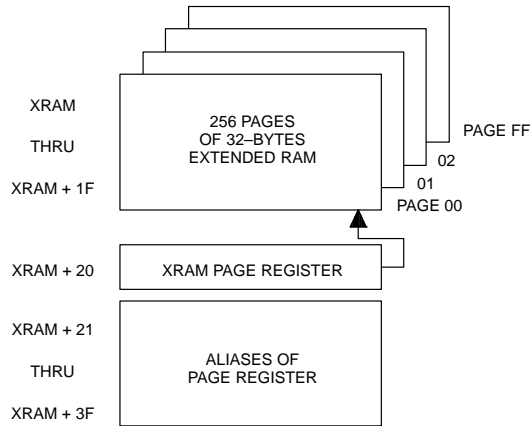 XRAM
THRU
XRAM + 1F
256 PAGES
OF 32–BYTES
EXTENDED RAM
PAGE FF
02
01
PAGE 00
XRAM + 20
XRAM PAGE REGISTER
XRAM + 21
THRU
XRAM + 3F
ALIASES OF
PAGE REGISTER